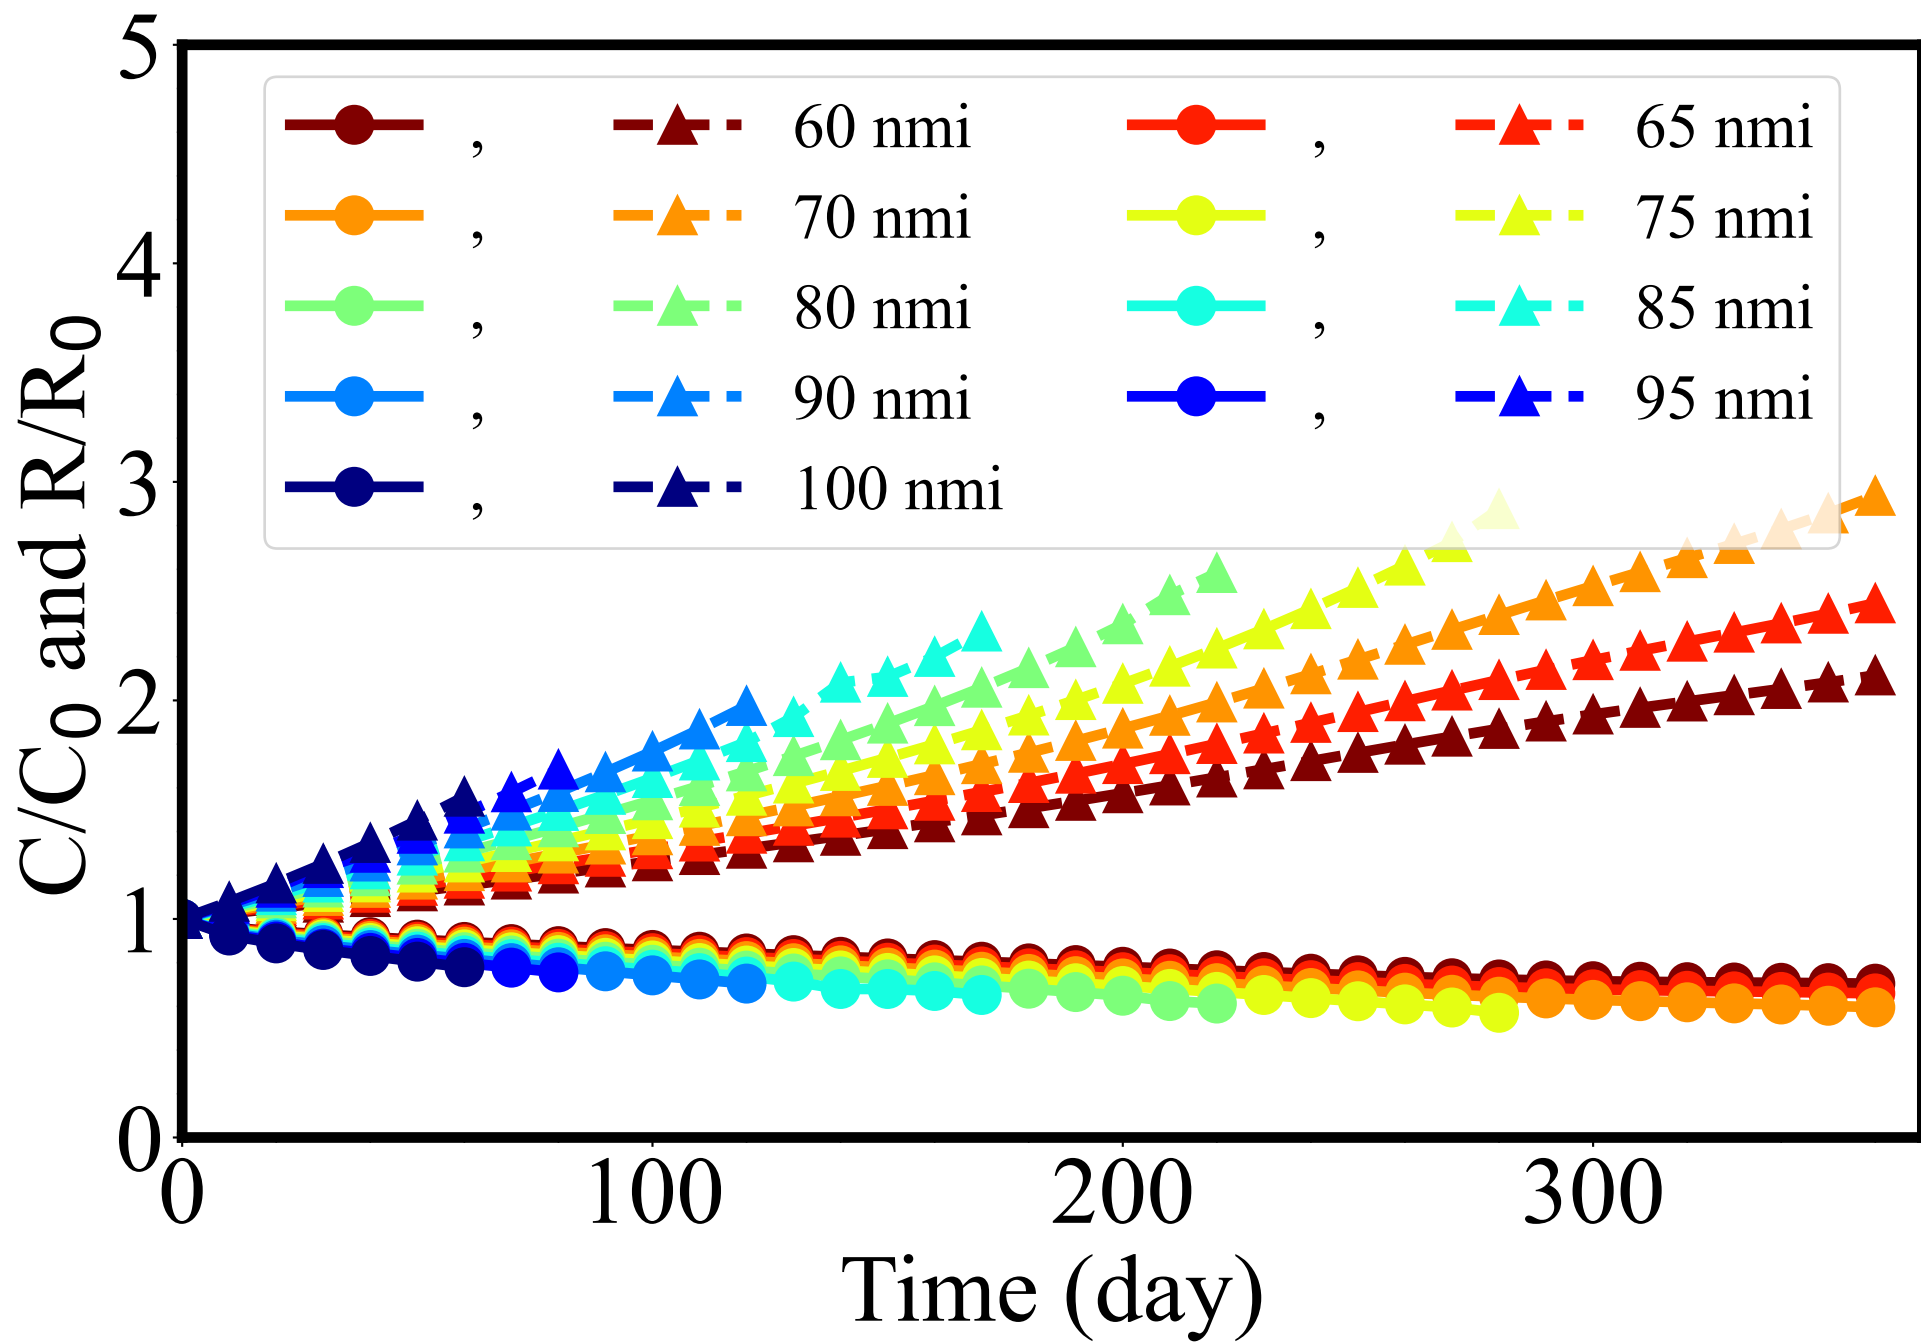 5
4
3
2
1
0
C/C₀ and R/R₀
, 60 nmi , 65 nmi
, 70 nmi , 75 nmi
, 80 nmi , 85 nmi
, 90 nmi , 95 nmi
, 100 nmi
0 100 200 300
Time (day)